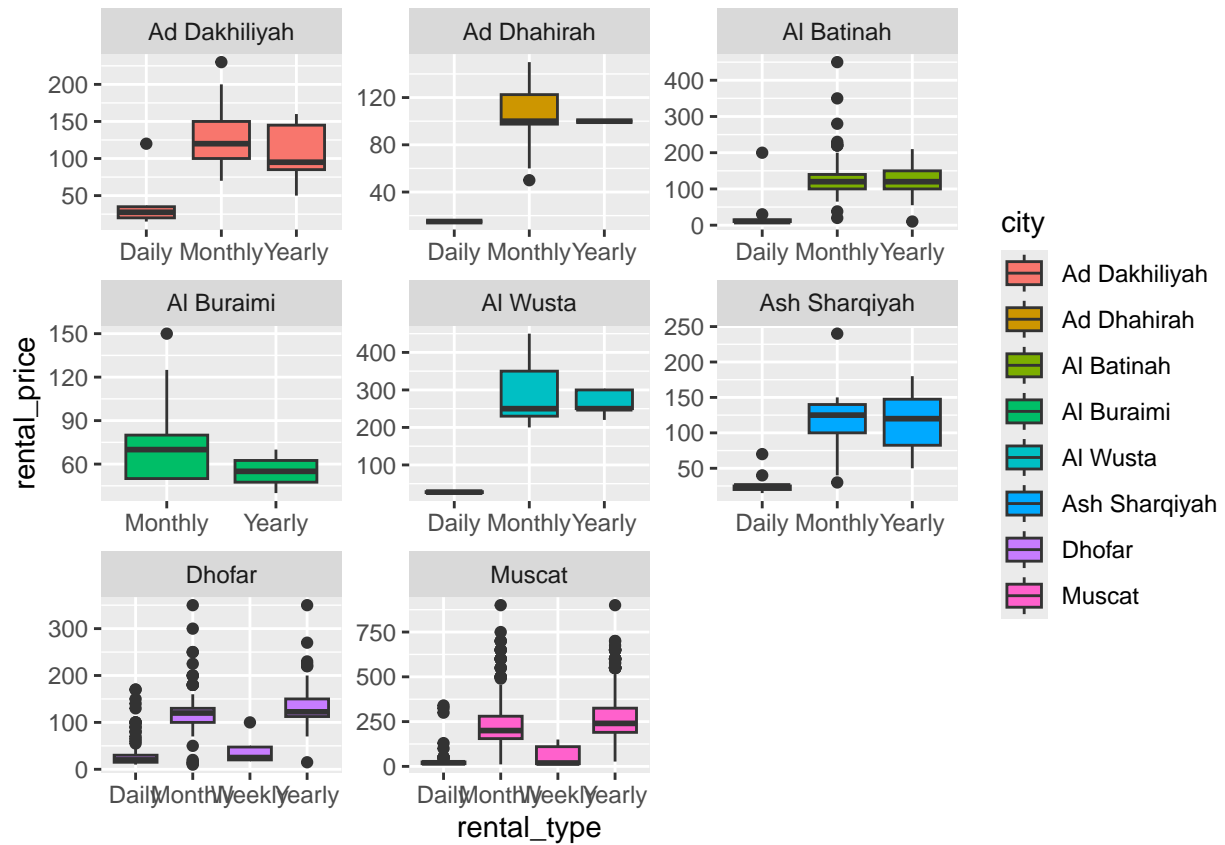 Ad Dakhiliyah
Ad Dhahirah
Al Batinah
200
150
100
50
120
80
40
400
300
200
100
0
Daily Monthly Yearly
Daily Monthly Yearly
Daily Monthly Yearly
Al Buraimi
Al Wusta
Ash Sharqiyah
150
120
90
60
400
300
200
100
250
200
150
100
50
Monthly Yearly
Daily Monthly Yearly
Daily Monthly Yearly
Dhofar
Muscat
300
200
100
0
750
500
250
0
Daily Monthly Weekly Yearly
Daily Monthly Weekly Yearly
rental_type
rental_price
city
Ad Dakhiliyah
Ad Dhahirah
Al Batinah
Al Buraimi
Al Wusta
Ash Sharqiyah
Dhofar
Muscat